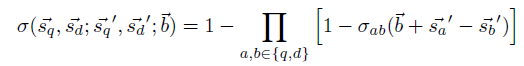 σ(s⃗_q, s⃗_d; s⃗_q′, s⃗_d′; b⃗) = 1 − ∏_{a,b∈{q,d}} [1 − σ_{ab}(b⃗ + s⃗_a′ − s⃗_b′)]